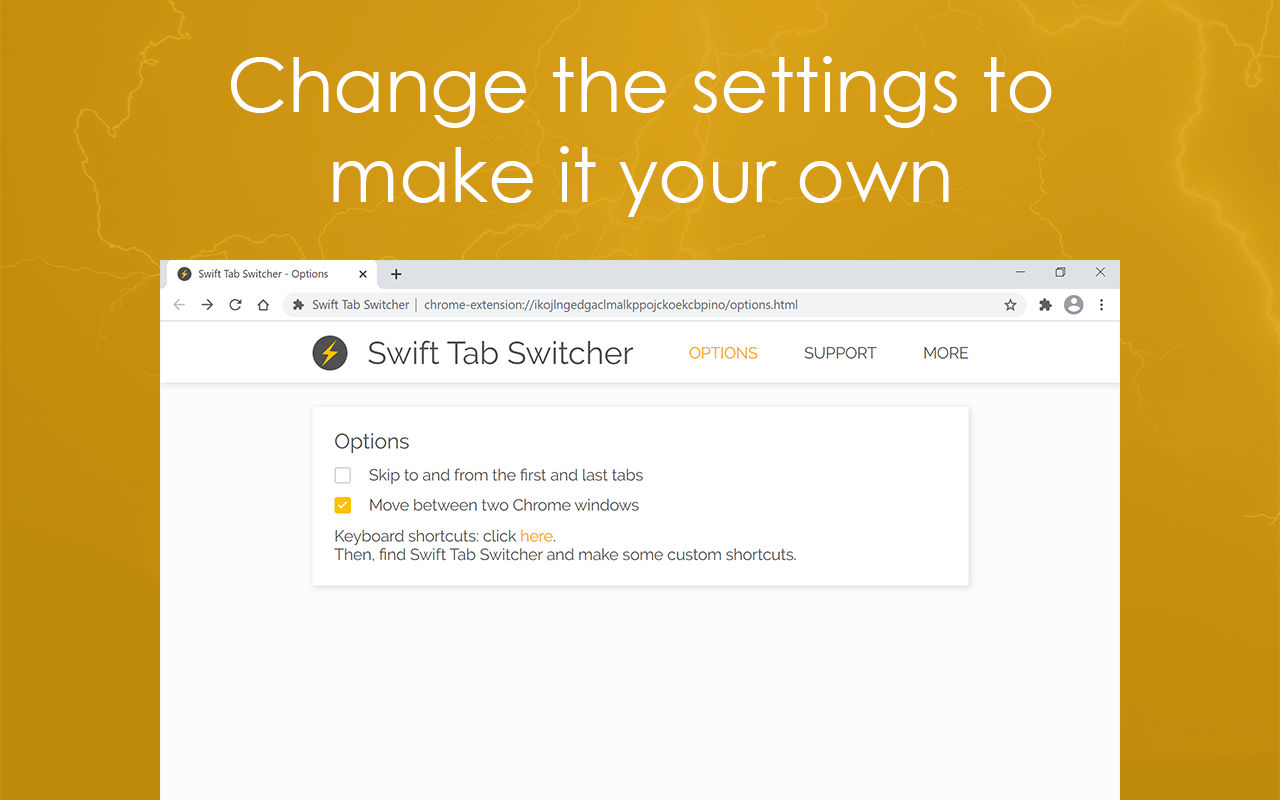 Change the settings to
make it your own
Swift Tab Switcher - Options
Swift Tab Switcher | chrome-extension://ikojlngedgaclmalkppojckoekcbpino/options.html
Swift Tab Switcher OPTIONS SUPPORT MORE
Options
Skip to and from the first and last tabs
Move between two Chrome windows
Keyboard shortcuts: click here.
Then, find Swift Tab Switcher and make some custom shortcuts.